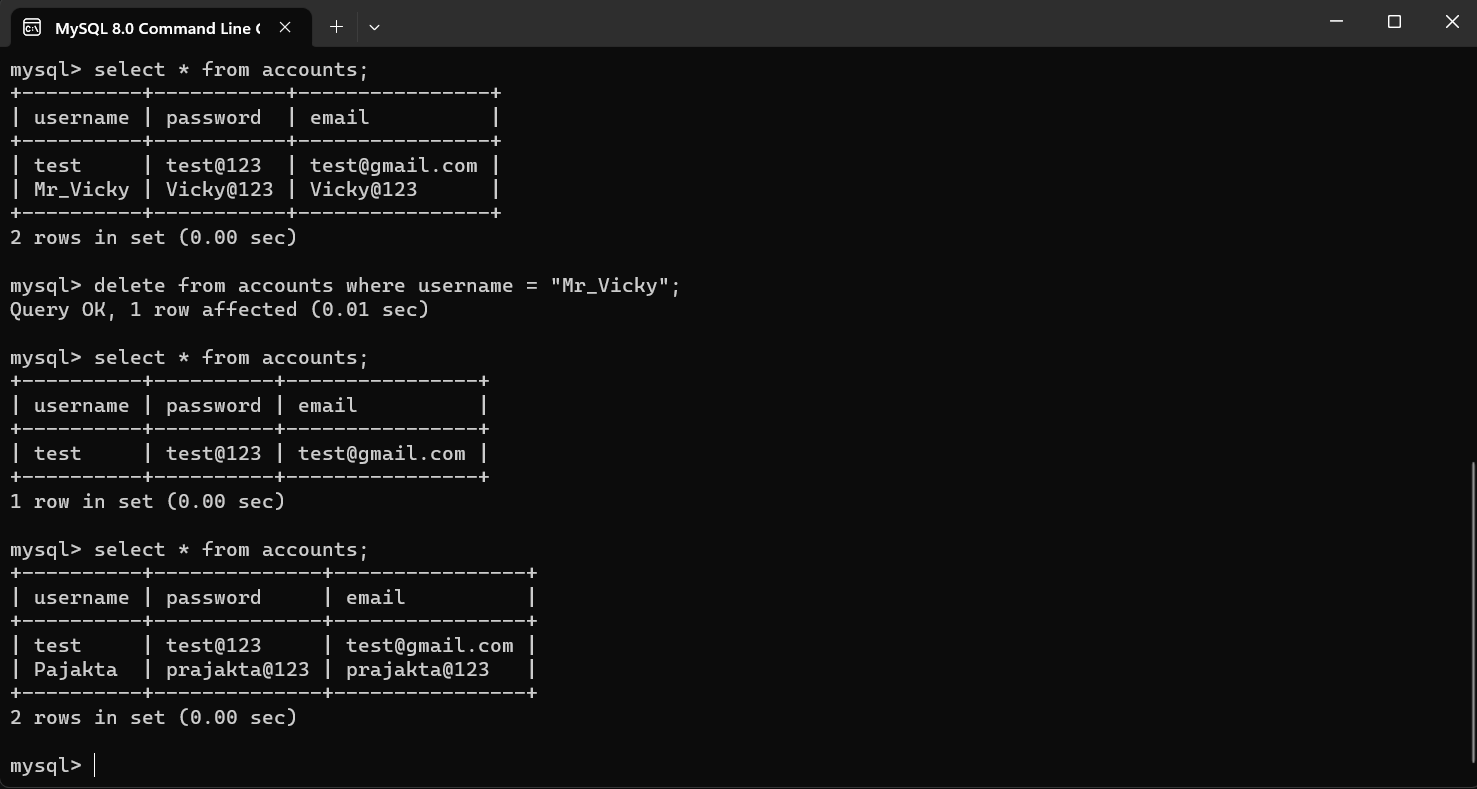 MySQL 8.0 Command Line C
mysql> select * from accounts;
+----------+-----------+----------------+
| username | password  | email          |
+----------+-----------+----------------+
| test     | test@123  | test@gmail.com |
| Mr_Vicky | Vicky@123 | Vicky@123      |
+----------+-----------+----------------+
2 rows in set (0.00 sec)
mysql> delete from accounts where username = "Mr_Vicky";
Query OK, 1 row affected (0.01 sec)
mysql> select * from accounts;
+----------+----------+----------------+
| username | password | email          |
+----------+----------+----------------+
| test     | test@123 | test@gmail.com |
+----------+----------+----------------+
1 row in set (0.00 sec)
mysql> select * from accounts;
+----------+--------------+----------------+
| username | password     | email          |
+----------+--------------+----------------+
| test     | test@123     | test@gmail.com |
| Pajakta  | prajakta@123 | prajakta@123   |
+----------+--------------+----------------+
2 rows in set (0.00 sec)
mysql>